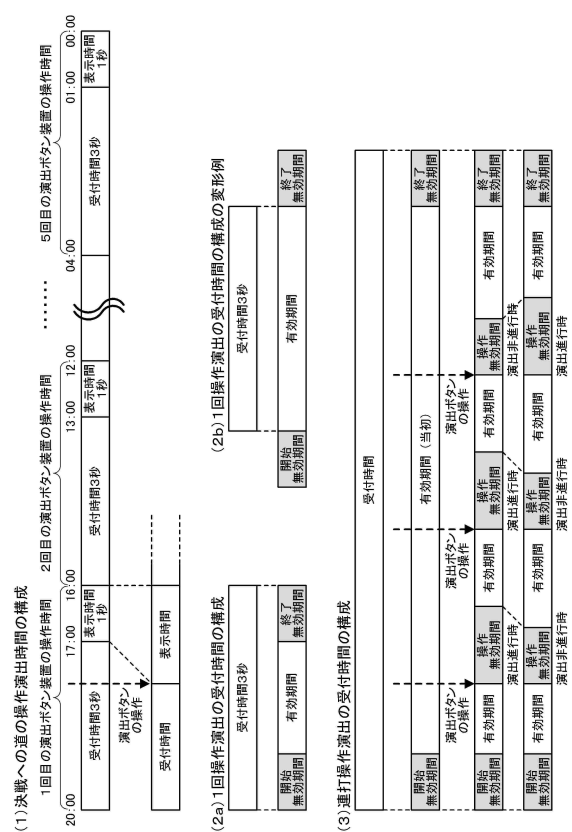 (1)決戦への道の操作演出時間の構成
1回目の演出ボタン装置の操作時間
2回目の演出ボタン装置の操作時間
・・・・・・・
5回目の演出ボタン装置の操作時間
20:00
17:00
16:00
13:00
12:00
04:00
01:00
00:00
受付時間3秒
表示時間
1秒
受付時間3秒
表示時間
1秒
受付時間3秒
表示時間
1秒
演出ボタン
の操作
受付時間
表示時間
(2a)1回操作演出の受付時間の構成
受付時間3秒
開始
無効期間
有効期間
終了
無効期間
(2b)1回操作演出の受付時間の構成の変形例
受付時間3秒
開始
無効期間
有効期間
終了
無効期間
(3)連打操作演出の受付時間の構成
受付時間
開始
無効期間
有効期間(当初)
終了
無効期間
演出ボタン
の操作
演出ボタン
の操作
演出ボタン
の操作
開始
無効期間
有効期間
操作
無効期間
有効期間
操作
無効期間
有効期間
操作
無効期間
有効期間
終了
無効期間
演出進行時
演出進行時
演出非進行時
開始
無効期間
有効期間
操作
無効期間
有効期間
操作
無効期間
有効期間
操作
無効期間
有効期間
終了
無効期間
演出非進行時
演出非進行時
演出進行時